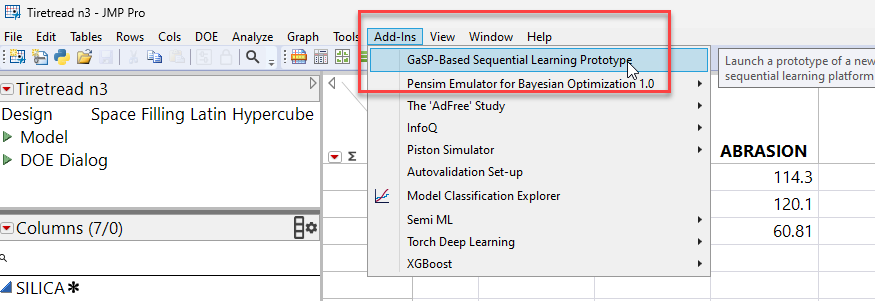 Tiretread n3 - JMP Pro
File Edit Tables Rows Cols DOE Analyze Graph Tools Add-Ins View Window Help
GaSP-Based Sequential Learning Prototype
Launch a prototype of a new
sequential learning platform
Pensim Emulator for Bayesian Optimization 1.0
The 'AdFree' Study
InfoQ
Piston Simulator
Autovalidation Set-up
Model Classification Explorer
Semi ML
Torch Deep Learning
XGBoost
Tiretread n3
Design Space Filling Latin Hypercube
Model
DOE Dialog
Columns (7/0)
SILICA✱
Σ
ABRASION
114.3
120.1
60.81